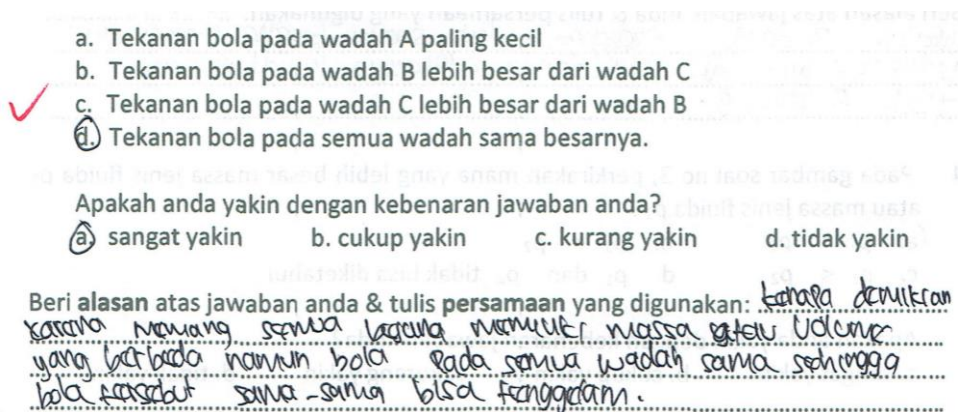 a. Tekanan bola pada wadah A paling kecil
b. Tekanan bola pada wadah B lebih besar dari wadah C
c. Tekanan bola pada wadah C lebih besar dari wadah B
d. Tekanan bola pada semua wadah sama besarnya.
Apakah anda yakin dengan kebenaran jawaban anda?
a. sangat yakin b. cukup yakin c. kurang yakin d. tidak yakin
Beri alasan atas jawaban anda & tulis persamaan yang digunakan: kenapa demikian
karena memang semua memiliki massa atau volume
yang berbeda namun bola pada semua wadah sama sehingga
bola tersebut sama-sama bisa tenggelam.